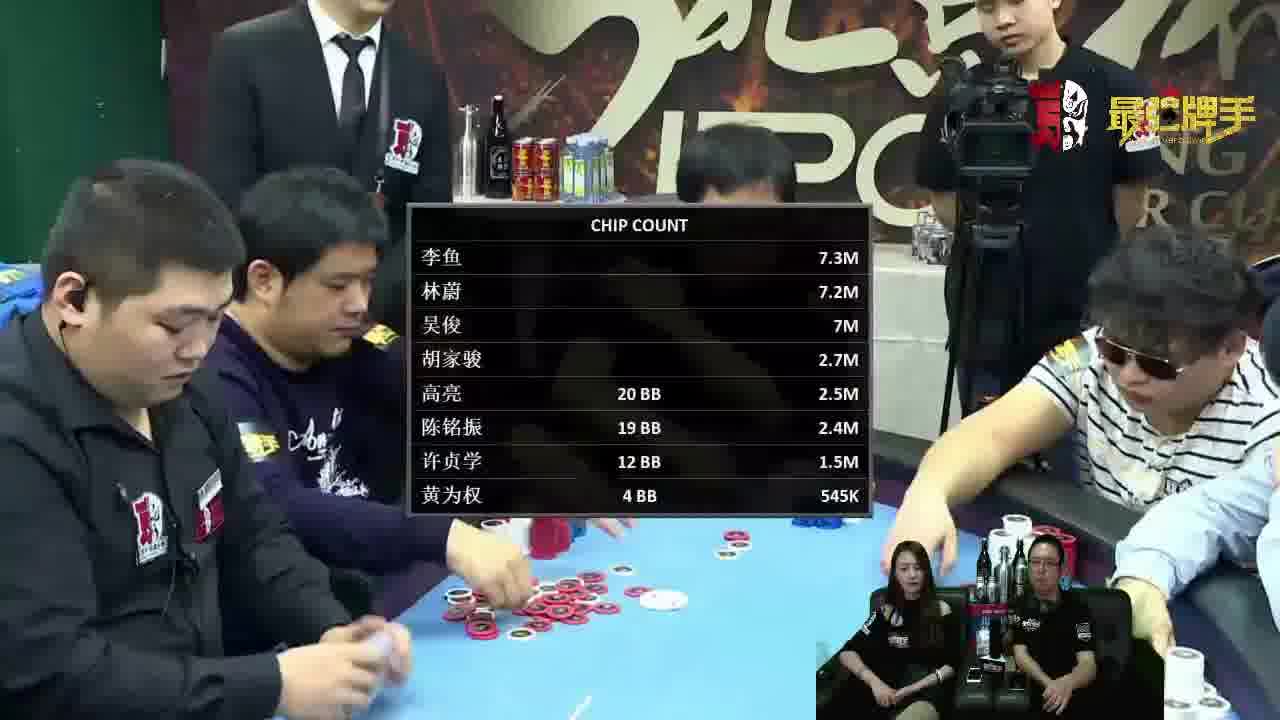 最 牌手
CHIP COUNT
李鱼 7.3M
林蔚 7.2M
吴俊 7M
胡家骏 2.7M
高亮 20 BB 2.5M
陈铭振 19 BB 2.4M
许贞学 12 BB 1.5M
黄为权 4 BB 545K